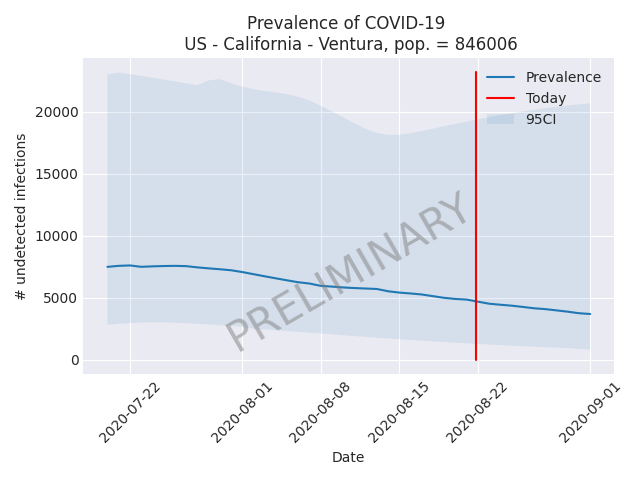 Prevalence of COVID-19
US - California - Ventura, pop. = 846006
Prevalence
Today
95CI
20000
15000
10000
5000
0
# undetected infections
PRELIMINARY
2020-07-22
2020-08-01
2020-08-08
2020-08-15
2020-08-22
2020-09-01
Date